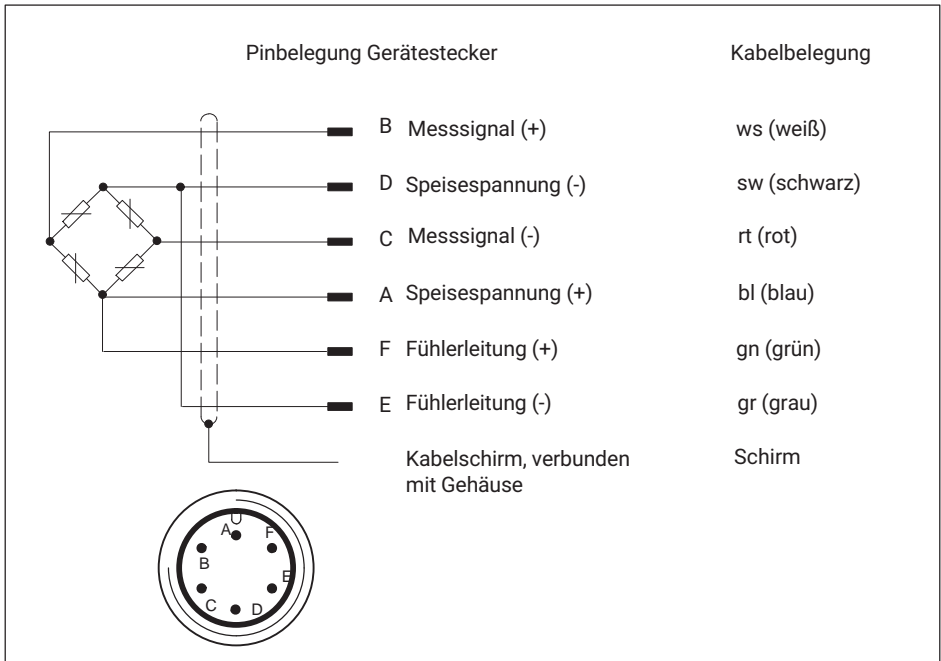 Pinbelegung Gerätestecker Kabelbelegung
B Messsignal (+) ws (weiß)
D Speisespannung (-) sw (schwarz)
C Messsignal (-) rt (rot)
A Speisespannung (+) bl (blau)
F Fühlerleitung (+) gn (grün)
E Fühlerleitung (-) gr (grau)
Kabelschirm, verbunden Schirm
mit Gehäuse
A F
B
E
C D